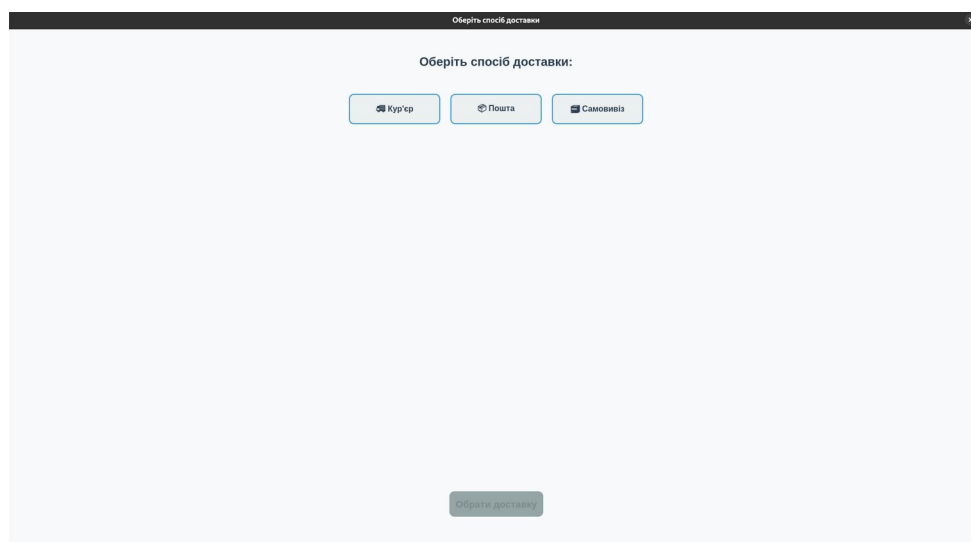 Оберіть спосіб доставки
Оберіть спосіб доставки:
Кур'єр Пошта Самовивіз
Обрати доставку